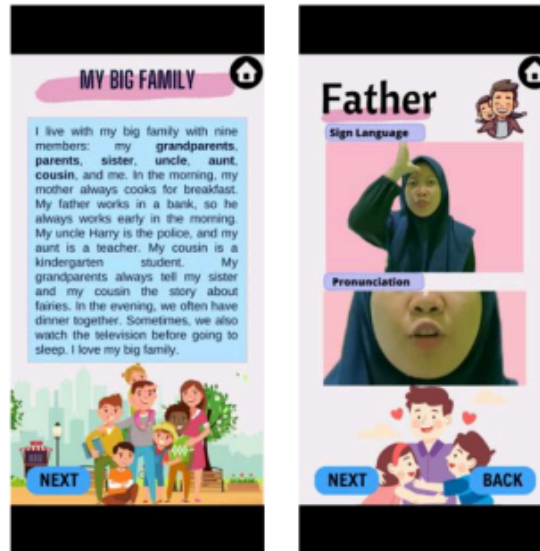 MY BIG FAMILY
I live with my big family with nine
members: my grandparents,
parents, sister, uncle, aunt,
cousin, and me. In the morning, my
mother always cooks for breakfast.
My father works in a bank, so he
always works early in the morning.
My uncle Harry is the police, and my
aunt is a teacher. My cousin is a
kindergarten student. My
grandparents always tell my sister
and my cousin the story about
fairies. In the evening, we often have
dinner together. Sometimes, we also
watch the television before going to
sleep. I love my big family.
NEXT
Father
Sign Language
Pronunciation
NEXT
BACK